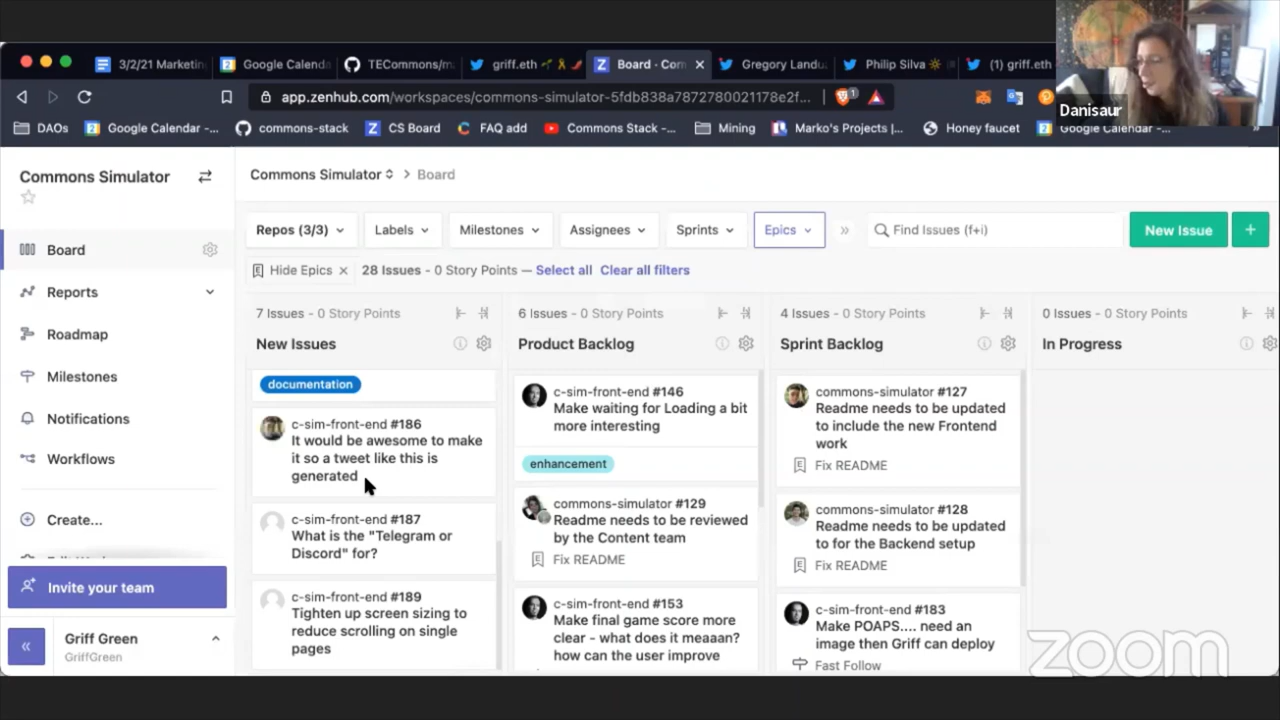 3/2/21 Marketin
Google Calenda
TECommons/ma
griff.eth
Board · Com
Gregory Landu
Philip Silva
(1) griff.eth
app.zenhub.com/workspaces/commons-simulator-5fdb838a7872780021178e2f...
1
Danisaur
DAOs
Google Calendar -...
commons-stack
CS Board
FAQ add
Commons Stack -...
Mining
Marko's Projects |...
Honey faucet
Google Calendar -...
Commons Simulator
Commons Simulator > Board
Board
Reports
Roadmap
Milestones
Notifications
Workflows
Create...
Invite your team
Griff Green
GriffGreen
Repos (3/3)
Labels
Milestones
Assignees
Sprints
Epics
Find Issues (f+i)
New Issue
+
Hide Epics
28 Issues - 0 Story Points — Select all Clear all filters
7 Issues - 0 Story Points
New Issues
documentation
c-sim-front-end #186
It would be awesome to make
it so a tweet like this is
generated
c-sim-front-end #187
What is the "Telegram or
Discord" for?
c-sim-front-end #189
Tighten up screen sizing to
reduce scrolling on single
pages
6 Issues - 0 Story Points
Product Backlog
c-sim-front-end #146
Make waiting for Loading a bit
more interesting
enhancement
commons-simulator #129
Readme needs to be reviewed
by the Content team
Fix README
c-sim-front-end #153
Make final game score more
clear - what does it meaaan?
how can the user improve
4 Issues - 0 Story Points
Sprint Backlog
commons-simulator #127
Readme needs to be updated
to include the new Frontend
work
Fix README
commons-simulator #128
Readme needs to be updated
to for the Backend setup
Fix README
c-sim-front-end #183
Make POAPS.... need an
image then Griff can deploy
Fast Follow
0 Issues - 0 Story Points
In Progress
zoom